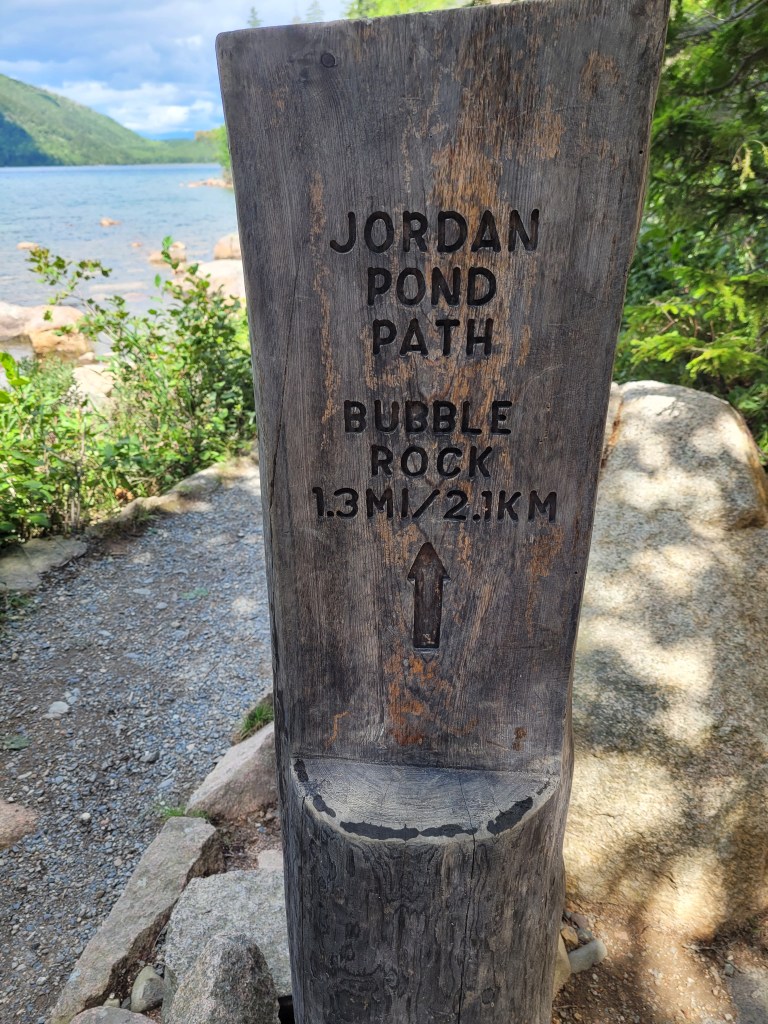 JORDAN
POND
PATH
BUBBLE
ROCK
1.3MI/2.1KM